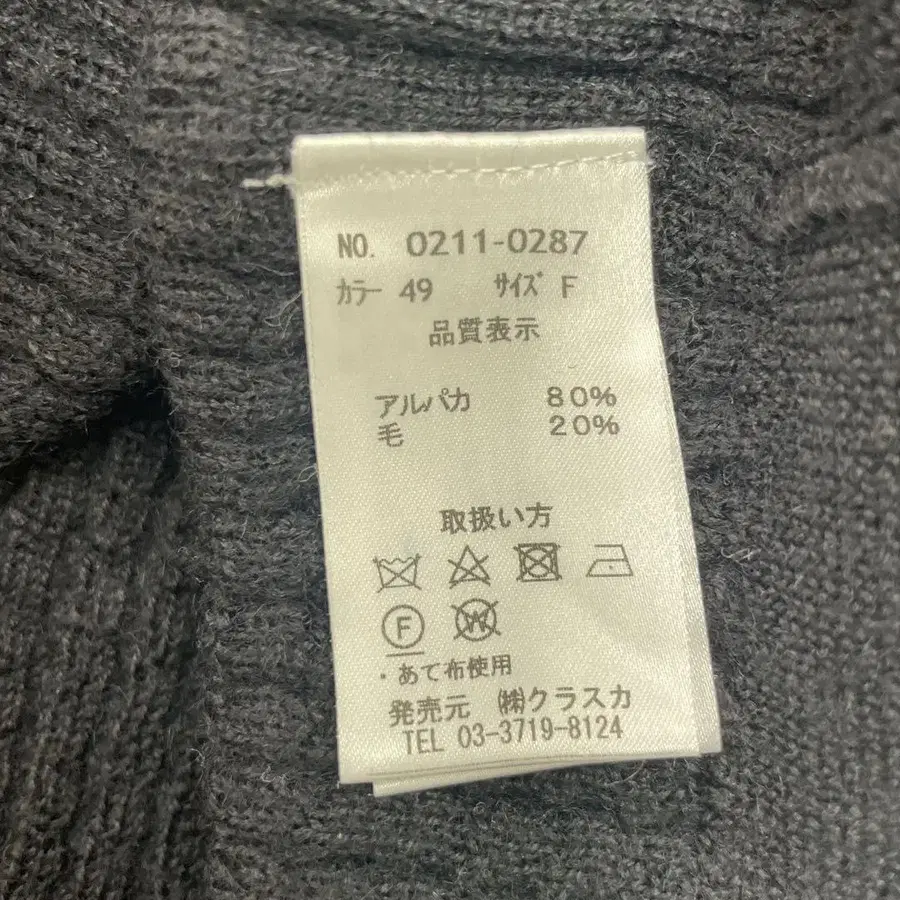 NO. 0211-0287
ｶﾗｰ 49 ｻｲｽﾞ F
品質表示
アルパカ 80%
毛 20%
取扱い方
F W
・あて布使用
発売元 ㈱クラスカ
TEL 03-3719-8124